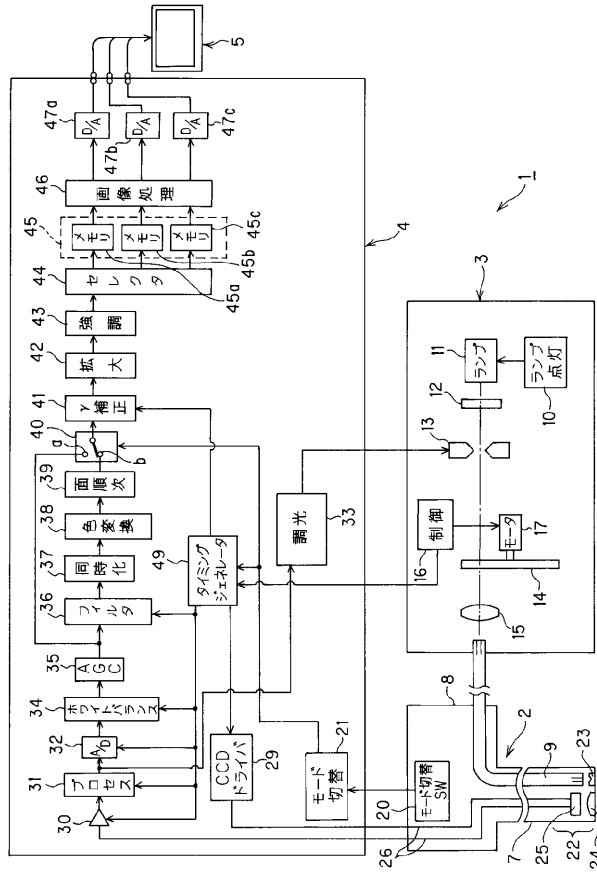 1
2
3
4
5
7
8
9
10
ランプ点灯
11
ランプ
12
13
14
15
16
制御
17
モータ
20
モード切替SW
21
モード切替
22
23
24
25
26
29
CCDドライバ
30
31
プロセス
32
A/D
33
調光
34
ホワイトバランス
35
AGC
36
フィルタ
37
同時化
38
色変換
39
面順次
40
a
b
41
γ補正
42
拡大
43
強調
44
セレクタ
45
メモリ
45a
メモリ
45b
メモリ
45c
46
画像処理
47a
D/A
47b
D/A
47c
D/A
49
タイミングジェネレータ